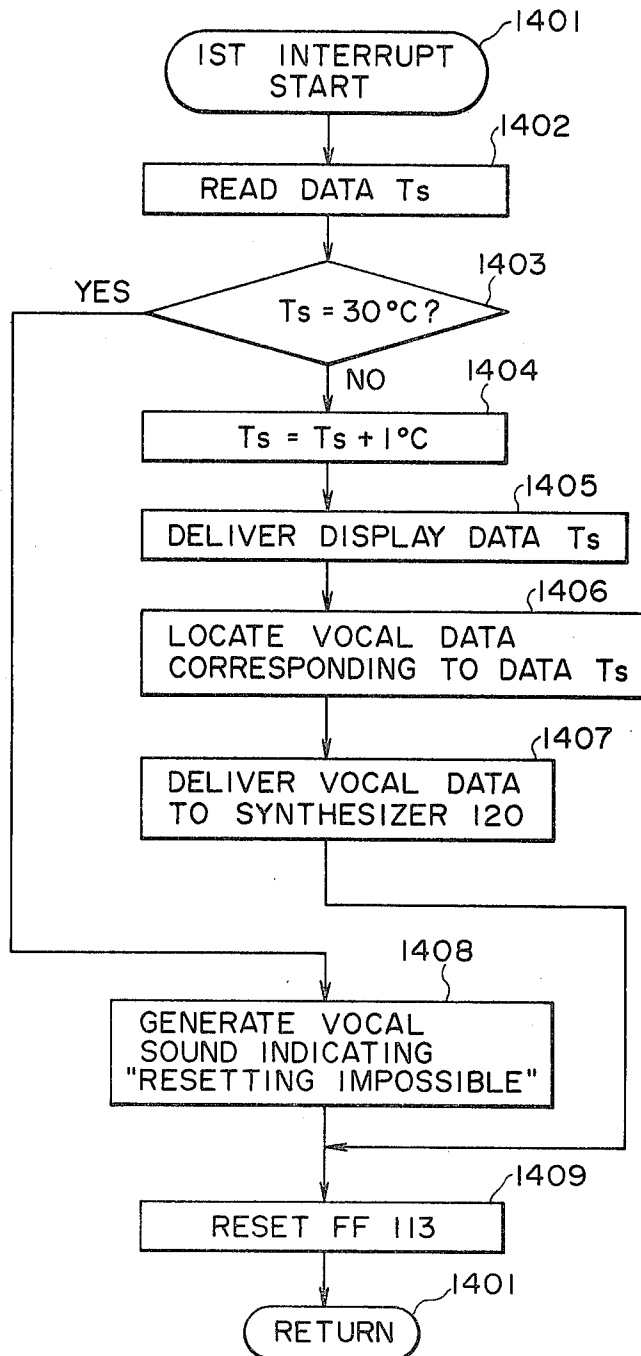 1401
IST INTERRUPT
START
1402
READ DATA Ts
1403
YES
Ts = 30°C?
NO
1404
Ts = Ts + 1°C
1405
DELIVER DISPLAY DATA Ts
1406
LOCATE VOCAL DATA
CORRESPONDING TO DATA Ts
1407
DELIVER VOCAL DATA
TO SYNTHESIZER 120
1408
GENERATE VOCAL
SOUND INDICATING
"RESETTING IMPOSSIBLE"
1409
RESET FF 113
1401
RETURN